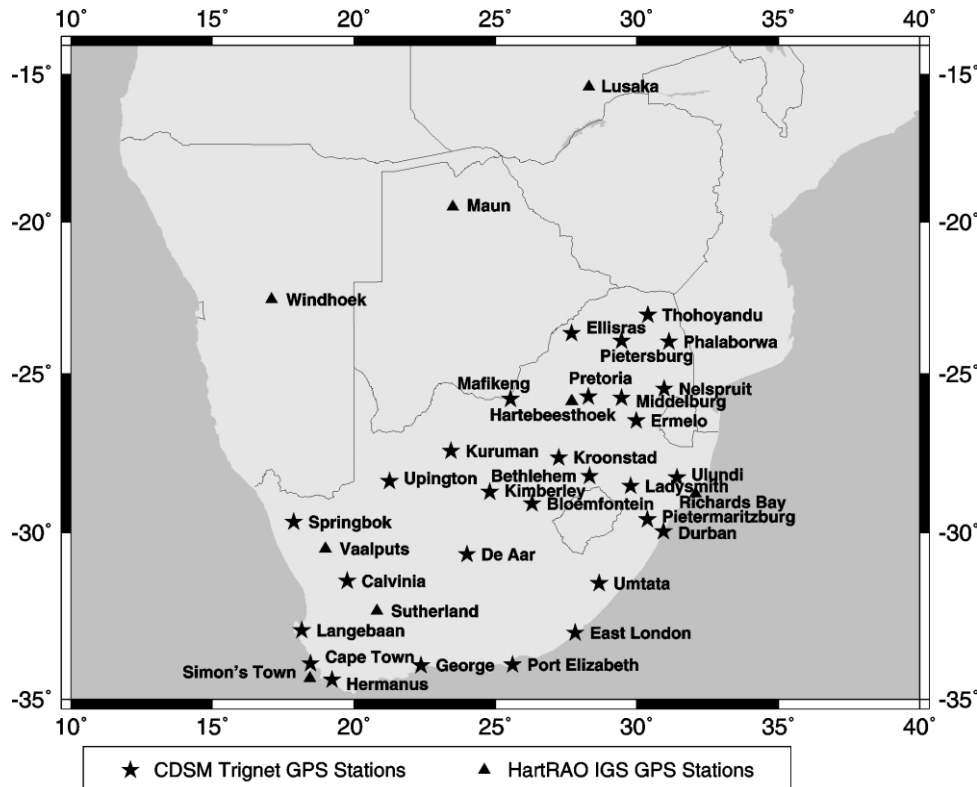 10˚ 15˚ 20˚ 25˚ 30˚ 35˚ 40˚
-15˚ -15˚
Lusaka
Maun
-20˚ -20˚
Windhoek
Thohoyandu
Ellisras
Phalaborwa
Pietersburg
-25˚ -25˚
Pretoria
Mafikeng
Nelspruit
Middelburg
Hartebeesthoek
Ermelo
Kuruman
Kroonstad
Bethlehem
Ulundi
Upington
Ladysmith
Kimberley
Richards Bay
Bloemfontein
Pietermaritzburg
Springbok
-30˚ -30˚
Durban
Vaalputs
De Aar
Calvinia
Umtata
Sutherland
Langebaan
East London
Cape Town
George
Port Elizabeth
Simon's Town
Hermanus
-35˚ -35˚
10˚ 15˚ 20˚ 25˚ 30˚ 35˚ 40˚
CDSM Trignet GPS Stations HartRAO IGS GPS Stations